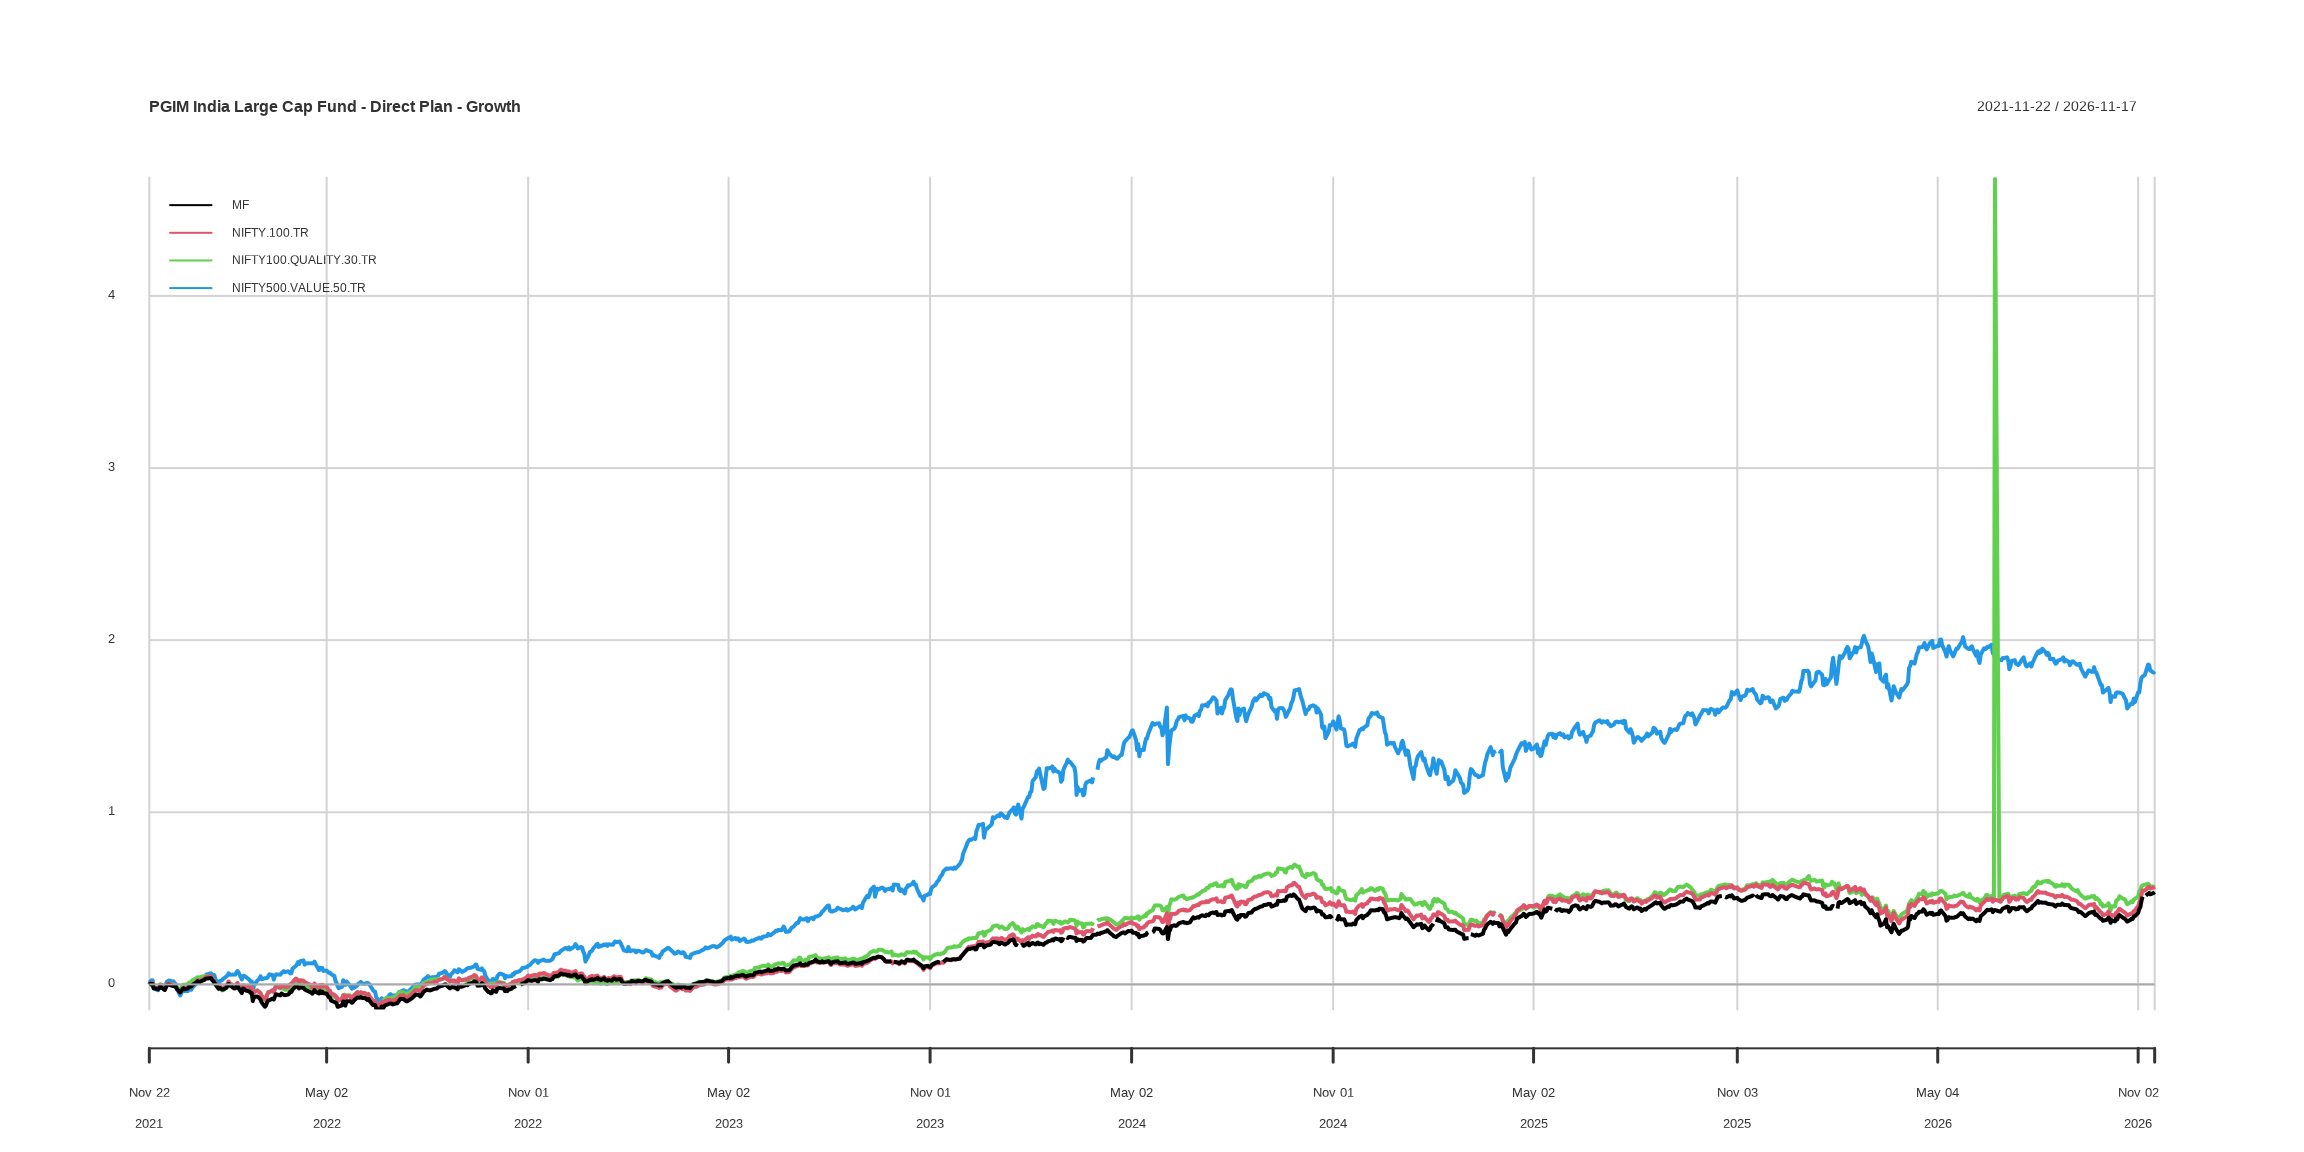 PGIM India Large Cap Fund - Direct Plan - Growth
2021-11-22 / 2026-11-17
MF
NIFTY.100.TR
NIFTY100.QUALITY.30.TR
NIFTY500.VALUE.50.TR
4
3
2
1
0
Nov 22 May 02 Nov 01 May 02 Nov 01 May 02 Nov 01 May 02 Nov 03 May 04 Nov 02
2021 2022 2022 2023 2023 2024 2024 2025 2025 2026 2026